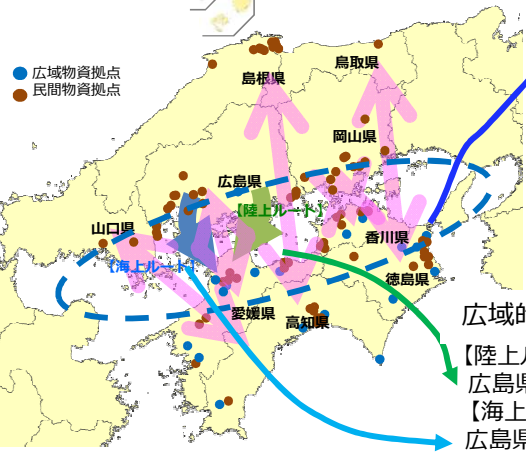 広域物資拠点
民間物資拠点
島根県
鳥取県
岡山県
広島県
【陸上ルート】
山口県
香川県
【海上ルート】
徳島県
愛媛県
高知県
広域的
【陸上ル
広島県
【海上
広島県